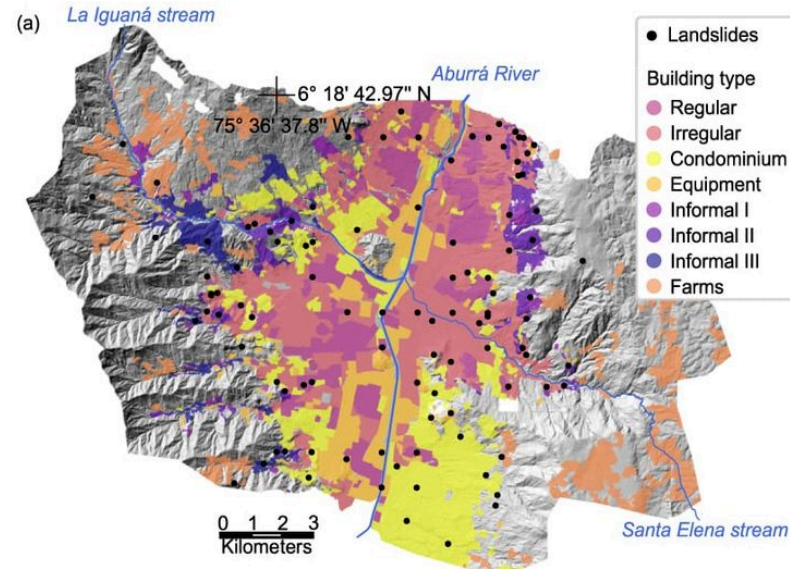 (a)
La Iguaná stream
Aburrá River
6° 18' 42.97" N
75° 36' 37.8" W
Landslides
Building type
Regular
Irregular
Condominium
Equipment
Informal I
Informal II
Informal III
Farms
0 1 2 3
Kilometers
Santa Elena stream